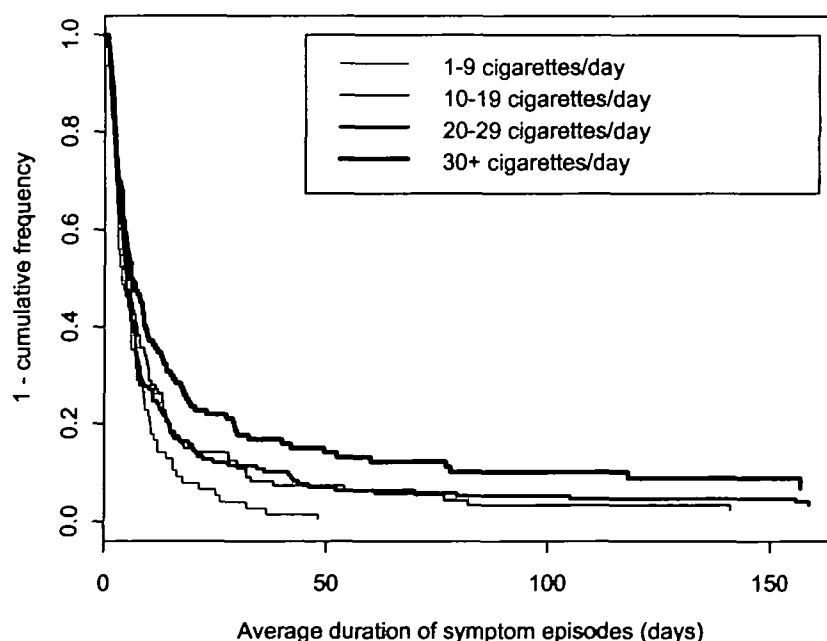 1.0
0.8
0.6
0.4
0.2
0.0
1 - cumulative frequency
1-9 cigarettes/day
10-19 cigarettes/day
20-29 cigarettes/day
30+ cigarettes/day
0 50 100 150
Average duration of symptom episodes (days)